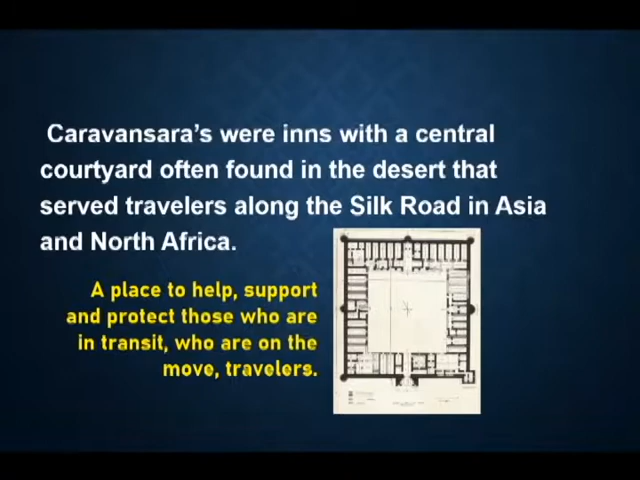 Caravansara's were inns with a central
courtyard often found in the desert that
served travelers along the Silk Road in Asia
and North Africa.
A place to help, support
and protect those who are
in transit, who are on the
move, travelers.